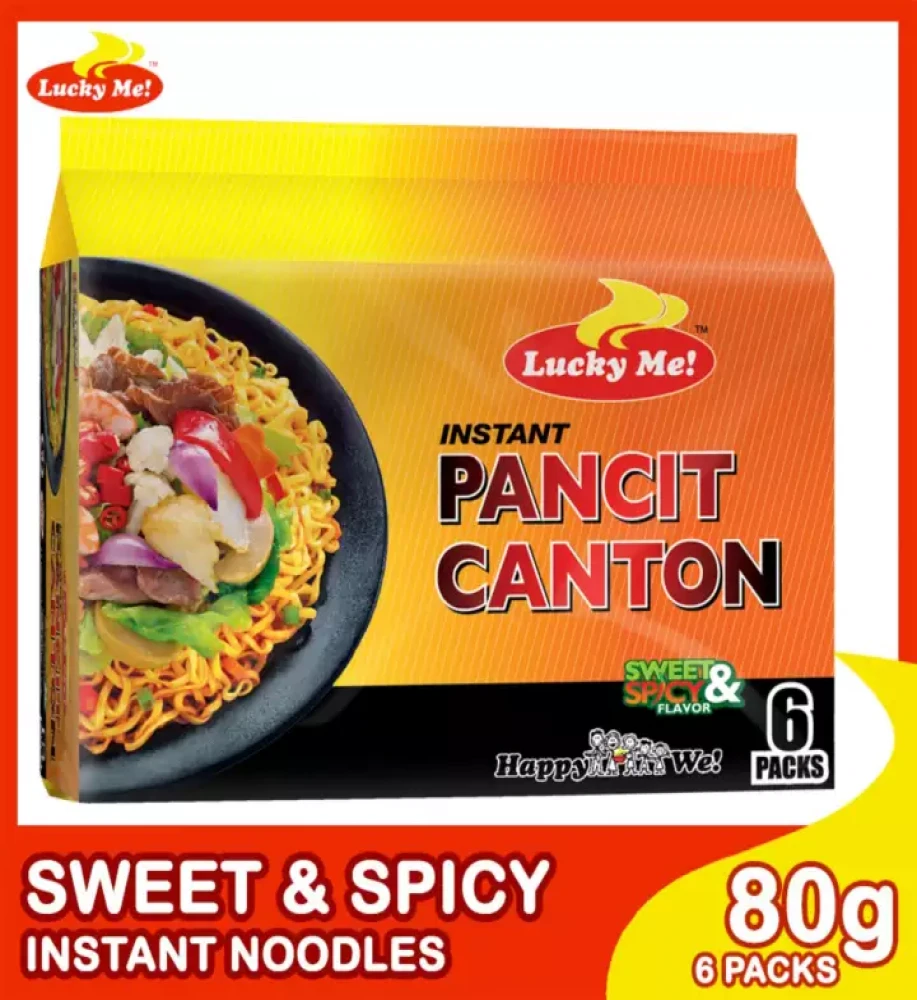 Lucky Me!
TM
Lucky Me!
TM
INSTANT
PANCIT
CANTON
SWEET &
SPICY
FLAVOR
Happy We!
6
PACKS
SWEET & SPICY
INSTANT NOODLES
80g
6 PACKS